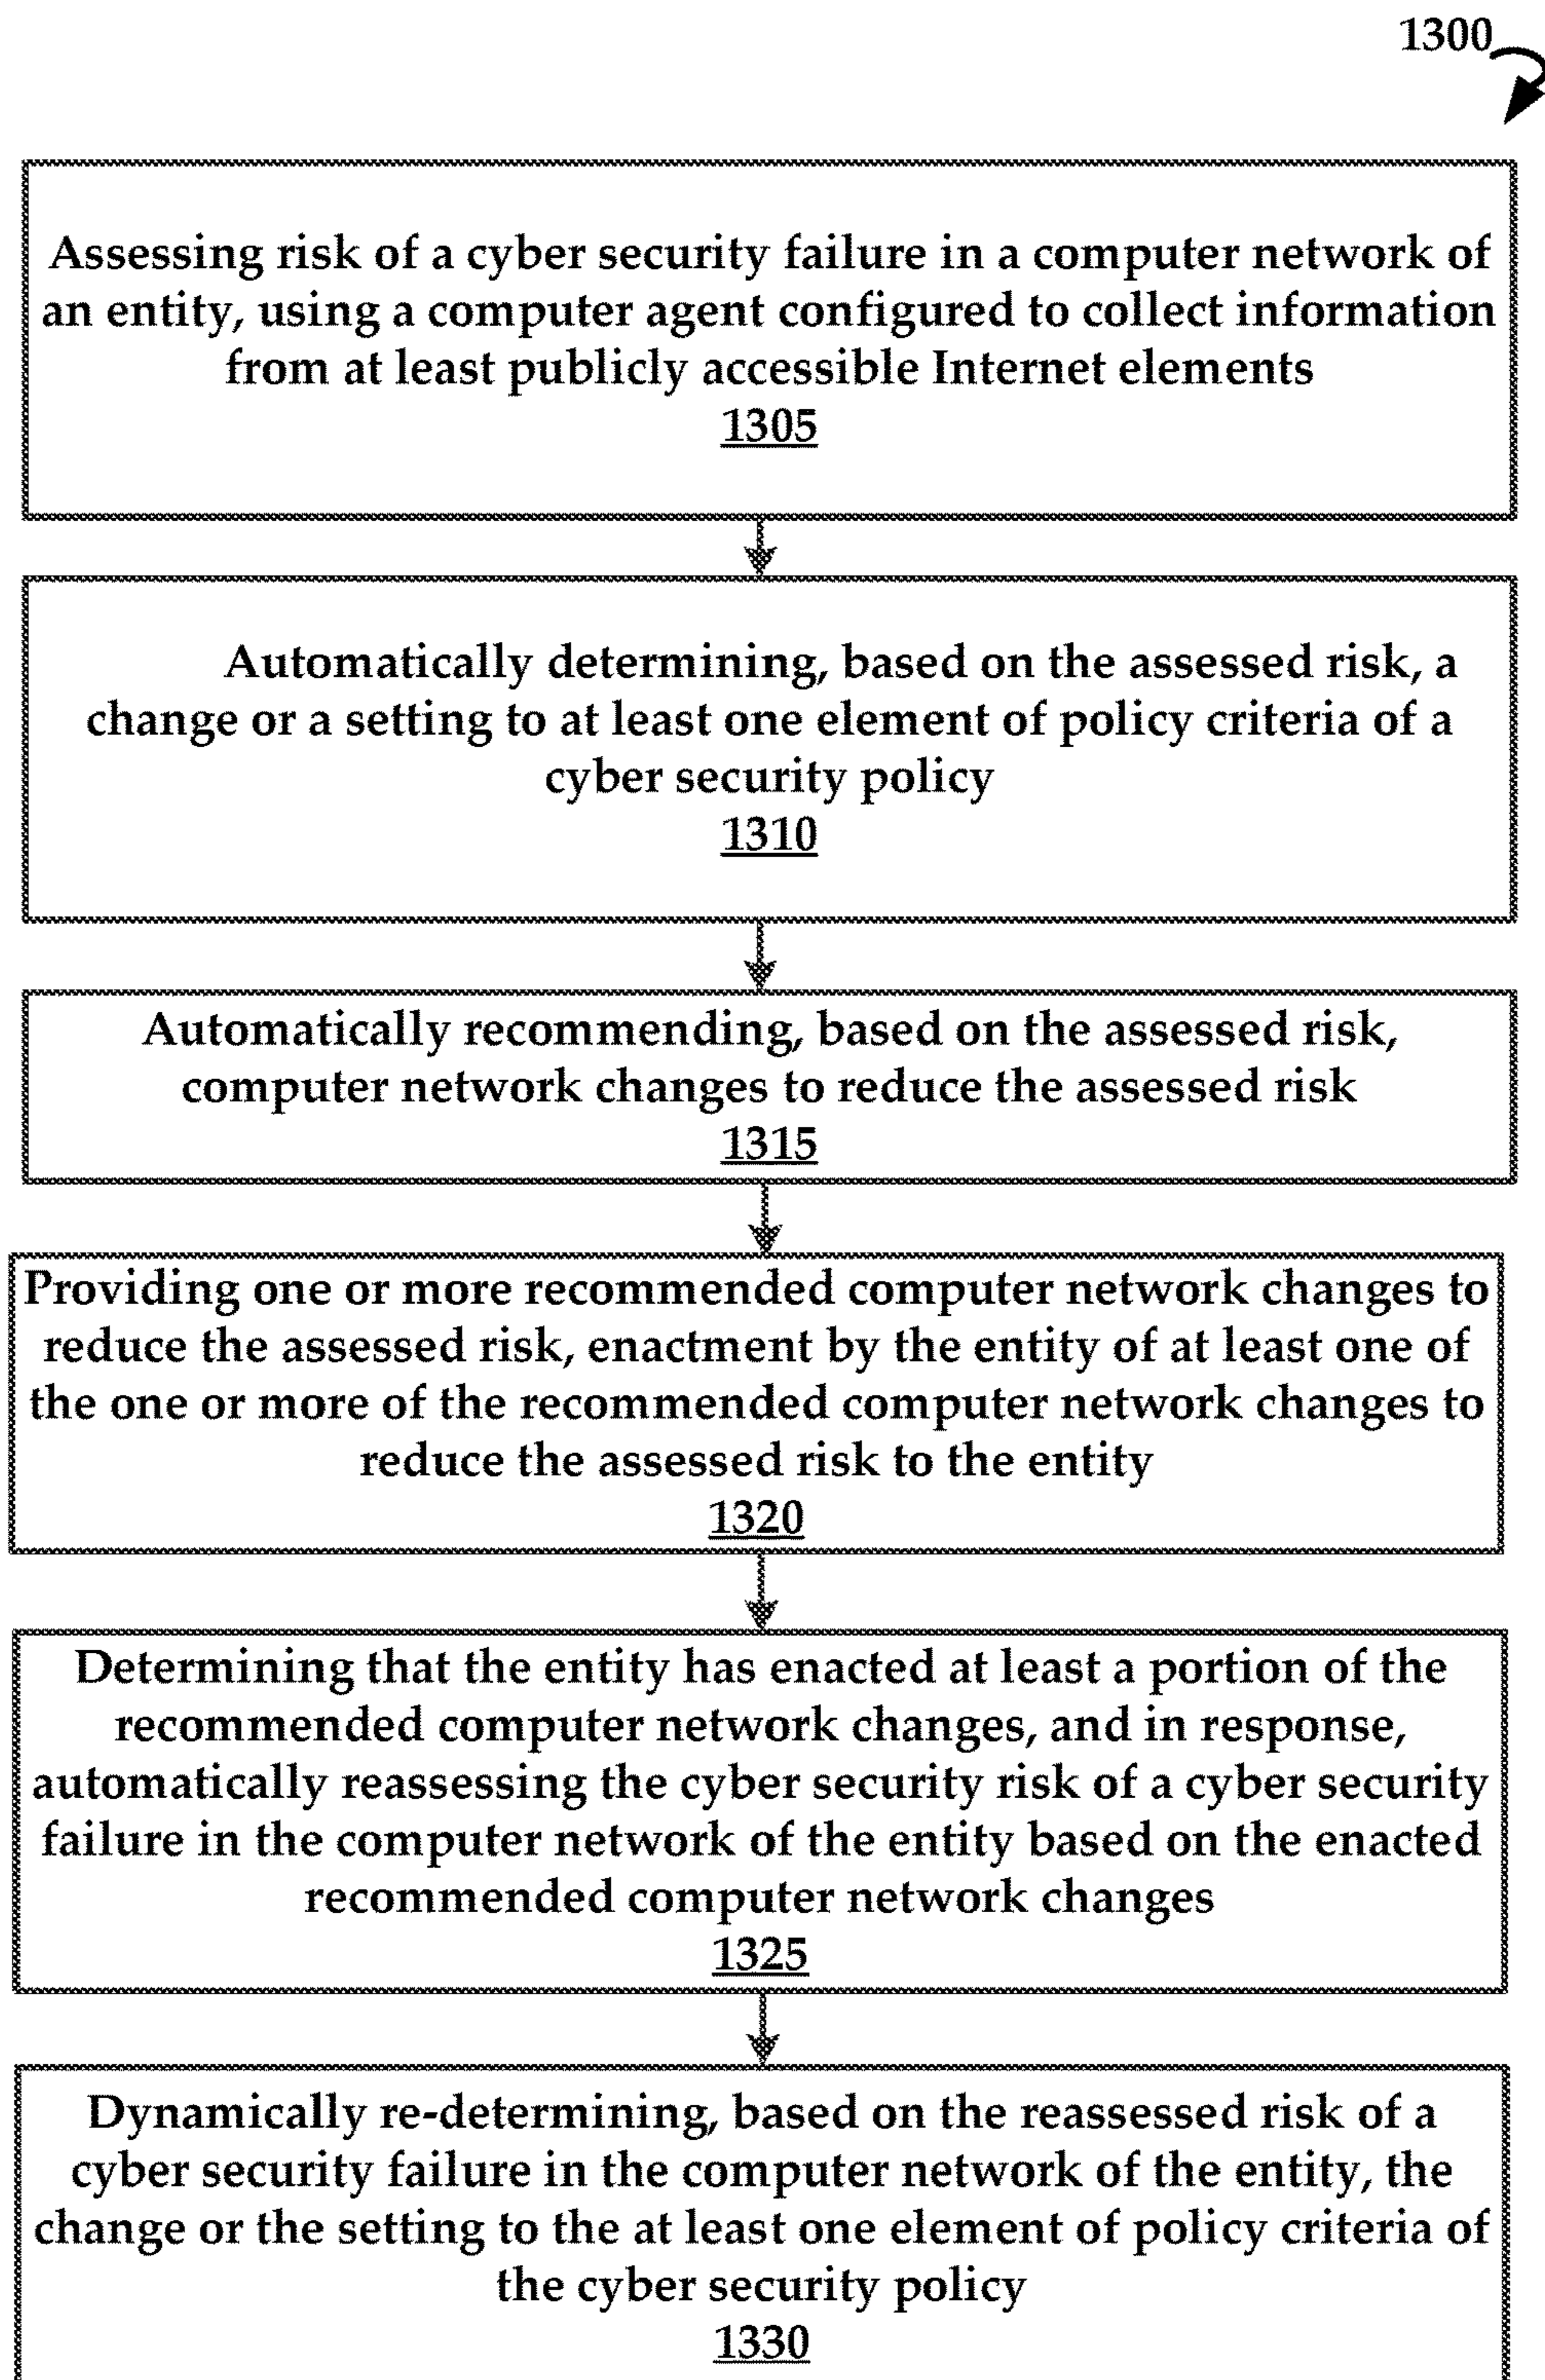 1300
Assessing risk of a cyber security failure in a computer network of
an entity, using a computer agent configured to collect information
from at least publicly accessible Internet elements
1305
Automatically determining, based on the assessed risk, a
change or a setting to at least one element of policy criteria of a
cyber security policy
1310
Automatically recommending, based on the assessed risk,
computer network changes to reduce the assessed risk
1315
Providing one or more recommended computer network changes to
reduce the assessed risk, enactment by the entity of at least one of
the one or more of the recommended computer network changes to
reduce the assessed risk to the entity
1320
Determining that the entity has enacted at least a portion of the
recommended computer network changes, and in response,
automatically reassessing the cyber security risk of a cyber security
failure in the computer network of the entity based on the enacted
recommended computer network changes
1325
Dynamically re-determining, based on the reassessed risk of a
cyber security failure in the computer network of the entity, the
change or the setting to the at least one element of policy criteria of
the cyber security policy
1330